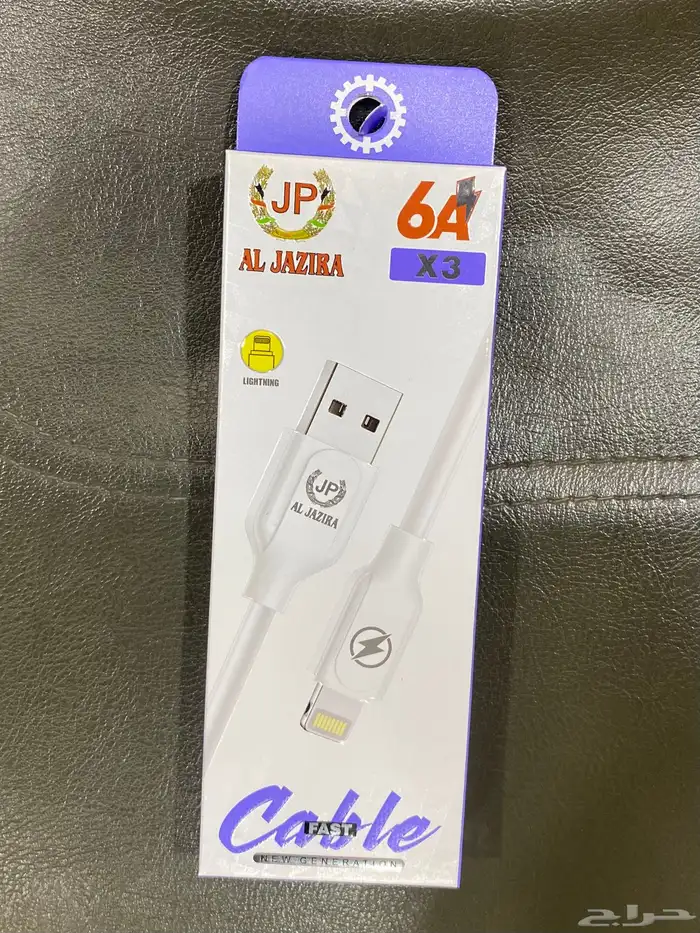 JP
6A
AL JAZIRA
X3
LIGHTNING
JP
AL JAZIRA
Cable
FAST
NEW GENERATION
حراج